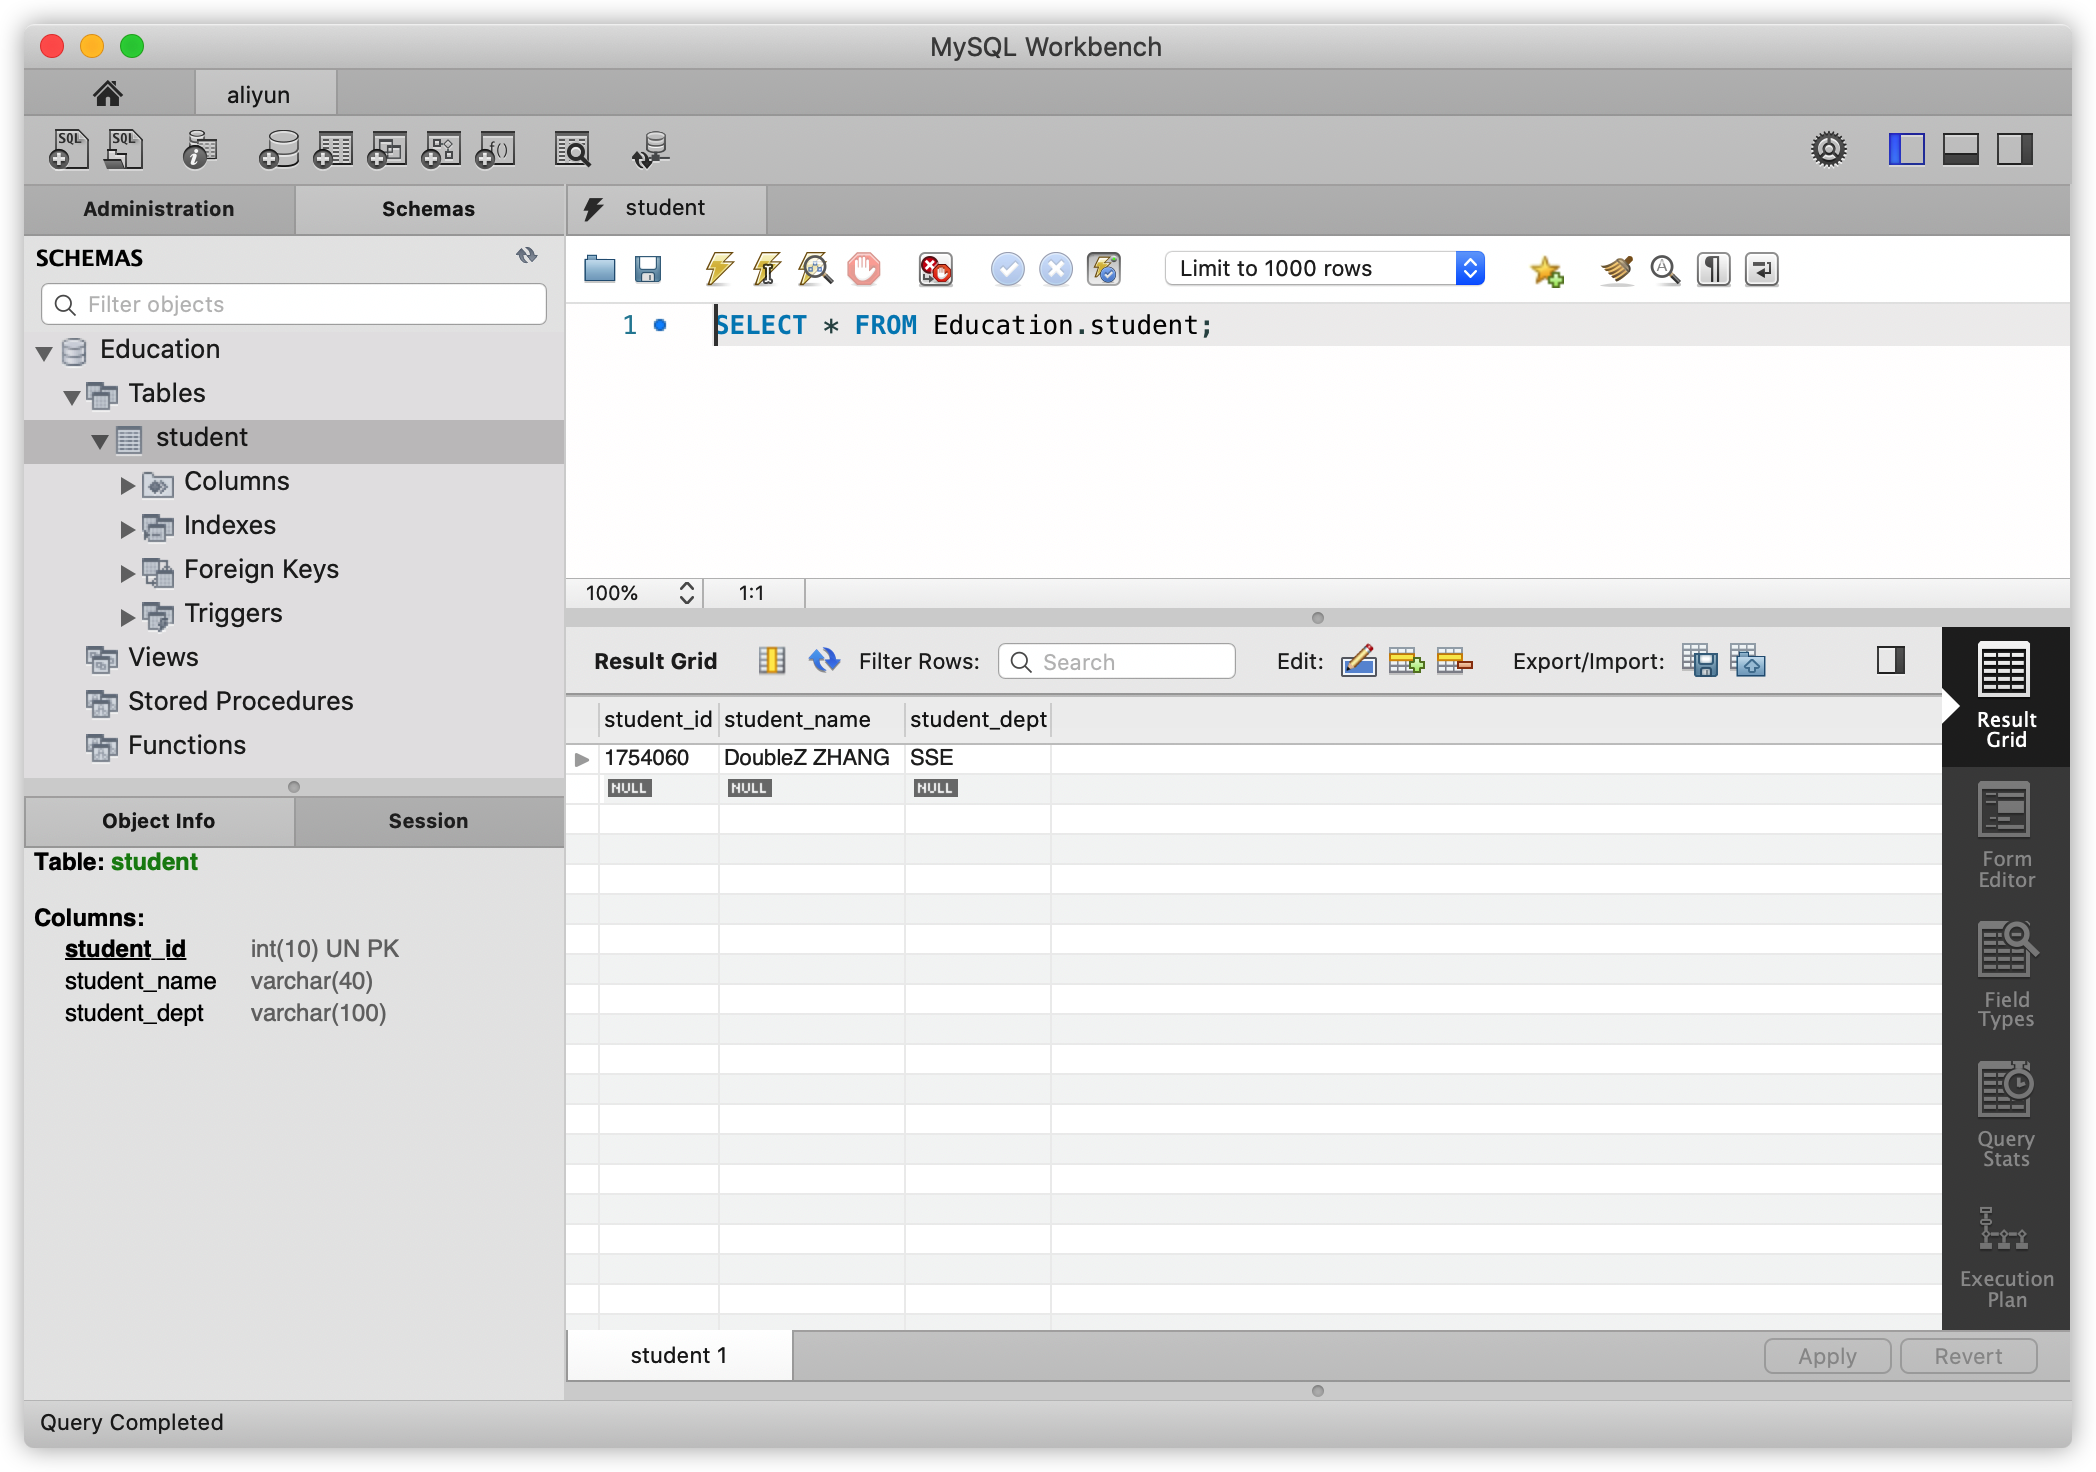 MySQL Workbench
aliyun
SQL
SQL
Administration
Schemas
student
SCHEMAS
Filter objects
Limit to 1000 rows
1 SELECT * FROM Education.student;
Education
Tables
student
Columns
Indexes
Foreign Keys
Triggers
Views
Stored Procedures
Functions
100%
1:1
Result Grid
Filter Rows:
Search
Edit:
Export/Import:
student_id student_name student_dept
1754060 DoubleZ ZHANG SSE
NULL NULL NULL
Result
Grid
Form
Editor
Field
Types
Query
Stats
Execution
Plan
Object Info
Session
Table: student
Columns:
student_id int(10) UN PK
student_name varchar(40)
student_dept varchar(100)
student 1
Apply
Revert
Query Completed